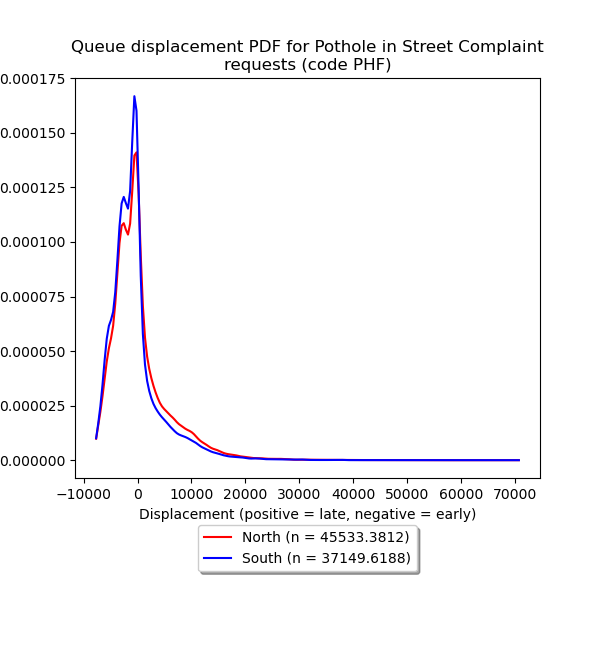 Queue displacement PDF for Pothole in Street Complaint
requests (code PHF)
0.000175
0.000150
0.000125
0.000100
0.000075
0.000050
0.000025
0.000000
−10000 0 10000 20000 30000 40000 50000 60000 70000
Displacement (positive = late, negative = early)
North (n = 45533.3812)
South (n = 37149.6188)